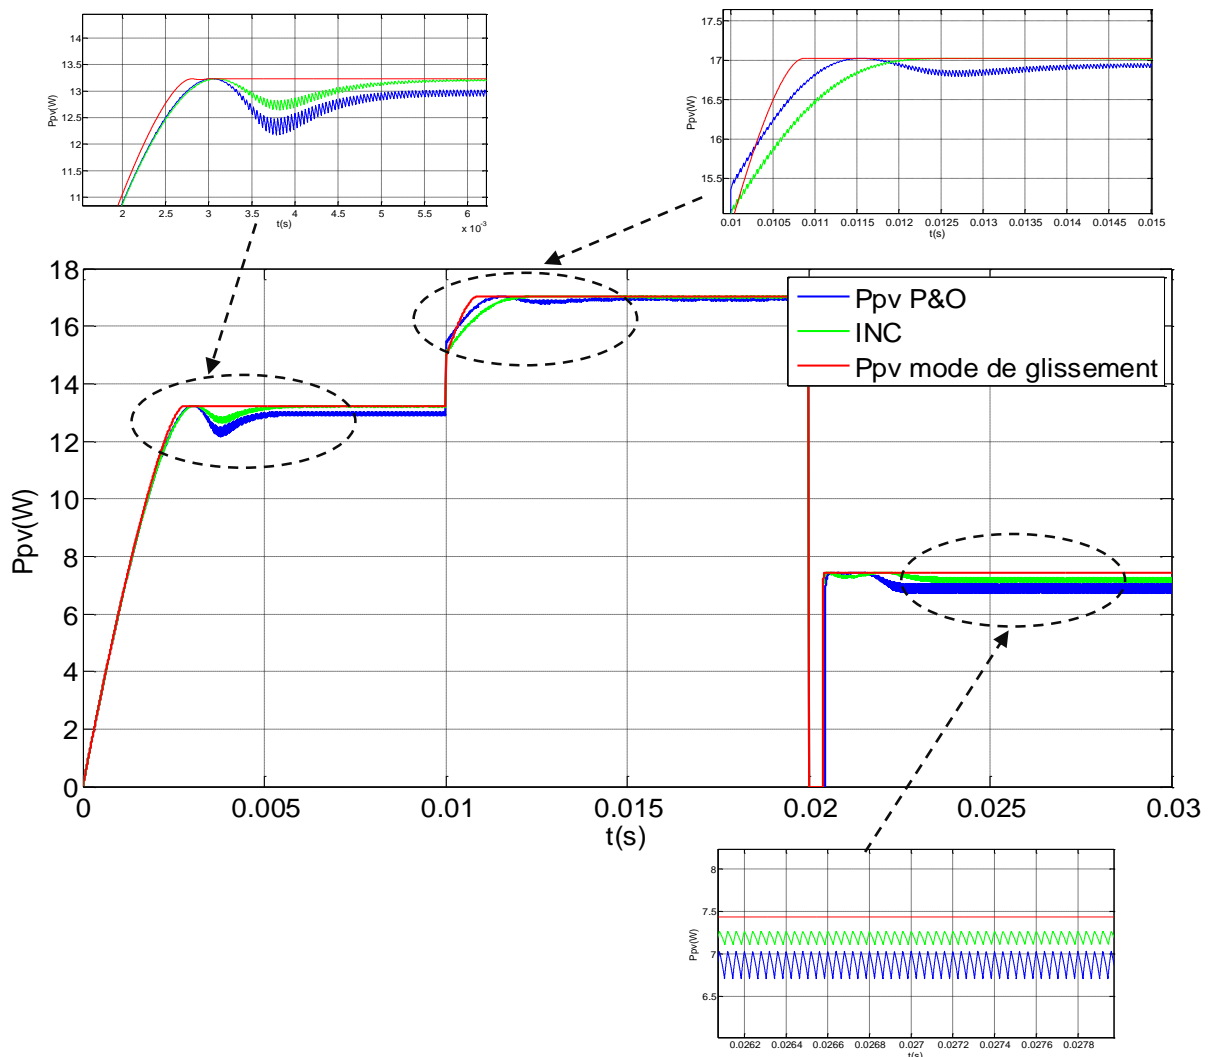 14
13.5
13
12.5
12
11.5
11
Ppv(W)
2 2.5 3 3.5 4 4.5 5 5.5 6
t(s)
x 10⁻³
17.5
17
16.5
16
15.5
Ppv(W)
0.01 0.0105 0.011 0.0115 0.012 0.0125 0.013 0.0135 0.014 0.0145 0.015
t(s)
18
16
14
12
10
8
6
4
2
0
Ppv(W)
Ppv P&O
INC
Ppv mode de glissement
0 0.005 0.01 0.015 0.02 0.025 0.03
t(s)
8
7.5
7
6.5
Ppv(W)
0.0262 0.0264 0.0266 0.0268 0.027 0.0272 0.0274 0.0276 0.0278
t(s)